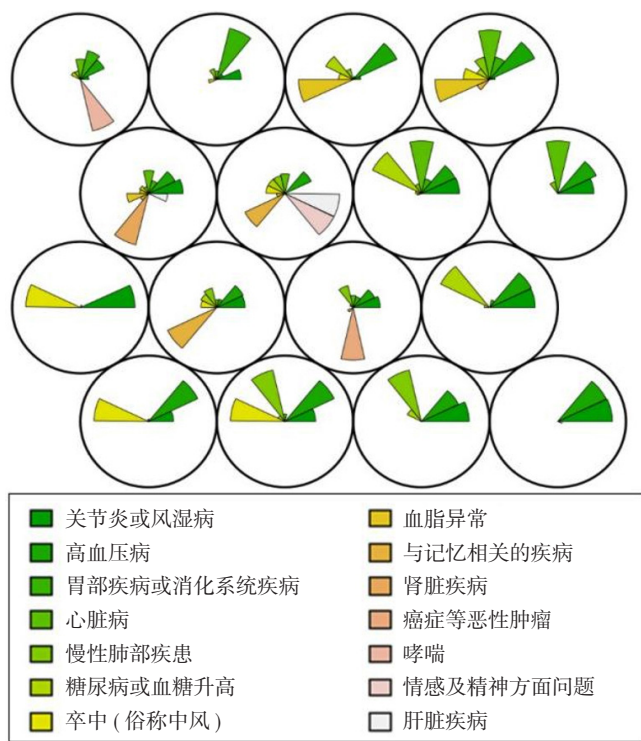 关节炎或风湿病
高血压病
胃部疾病或消化系统疾病
心脏病
慢性肺部疾患
糖尿病或血糖升高
卒中(俗称中风)
血脂异常
与记忆相关的疾病
肾脏疾病
癌症等恶性肿瘤
哮喘
情感及精神方面问题
肝脏疾病